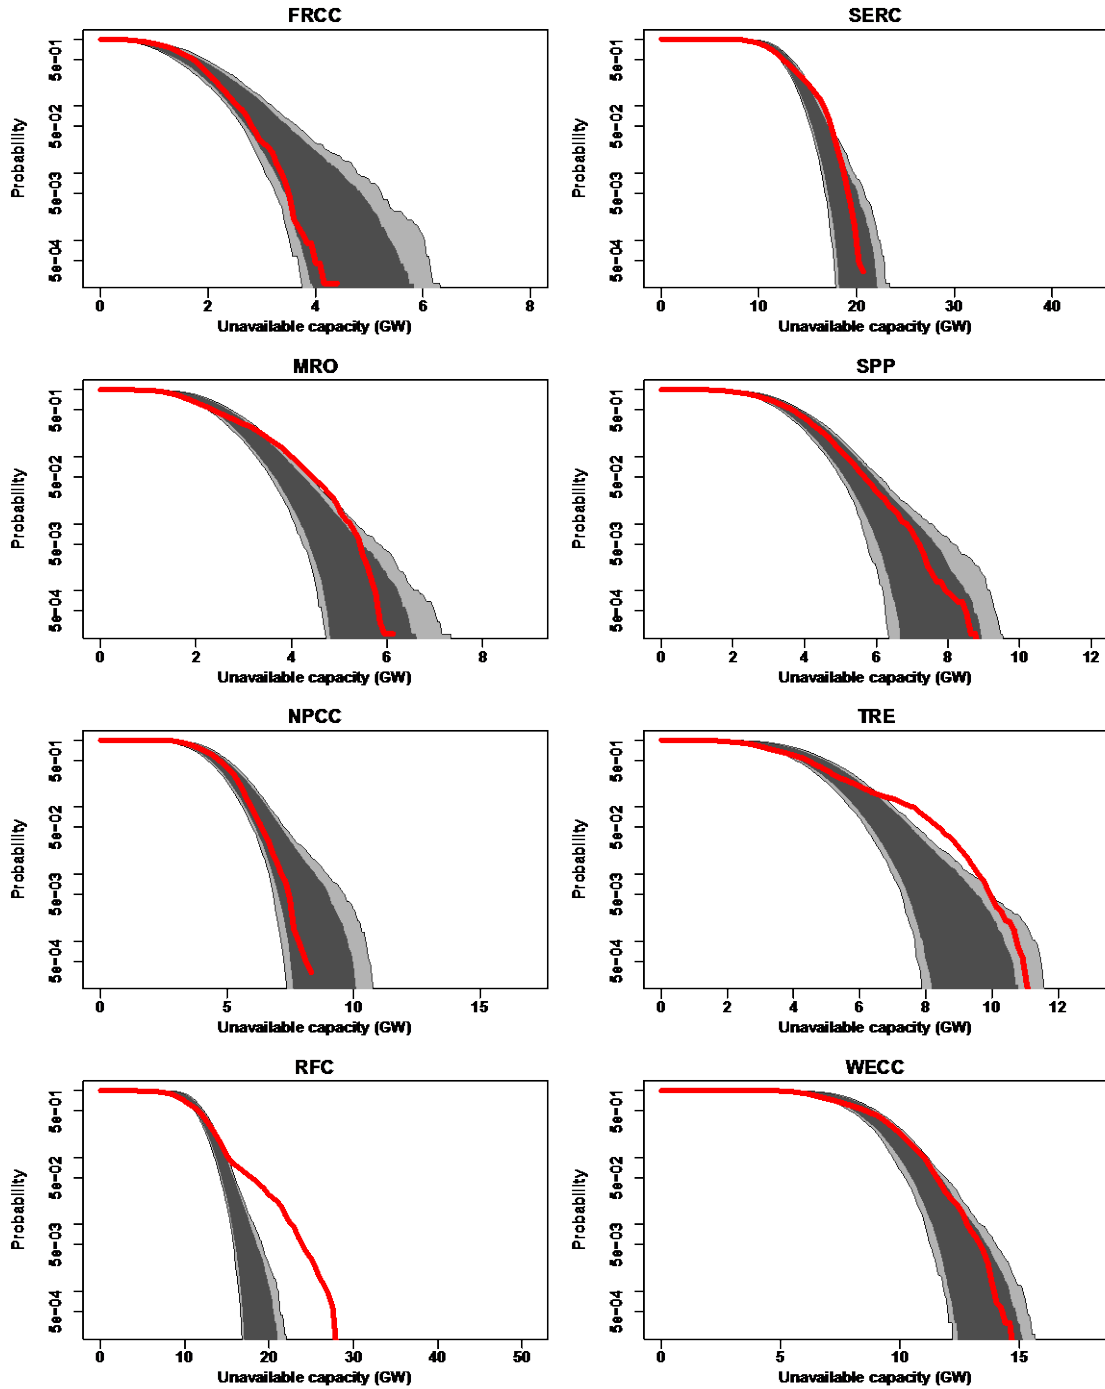 FRCC
Probability
5e-01
5e-02
5e-03
5e-04
0 2 4 6 8
Unavailable capacity (GW)
SERC
Probability
5e-01
5e-02
5e-03
5e-04
0 10 20 30 40
Unavailable capacity (GW)
MRO
Probability
5e-01
5e-02
5e-03
5e-04
0 2 4 6 8
Unavailable capacity (GW)
SPP
Probability
5e-01
5e-02
5e-03
5e-04
0 2 4 6 8 10 12
Unavailable capacity (GW)
NPCC
Probability
5e-01
5e-02
5e-03
5e-04
0 5 10 15
Unavailable capacity (GW)
TRE
Probability
5e-01
5e-02
5e-03
5e-04
0 2 4 6 8 10 12
Unavailable capacity (GW)
RFC
Probability
5e-01
5e-02
5e-03
5e-04
0 10 20 30 40 50
Unavailable capacity (GW)
WECC
Probability
5e-01
5e-02
5e-03
5e-04
0 5 10 15
Unavailable capacity (GW)